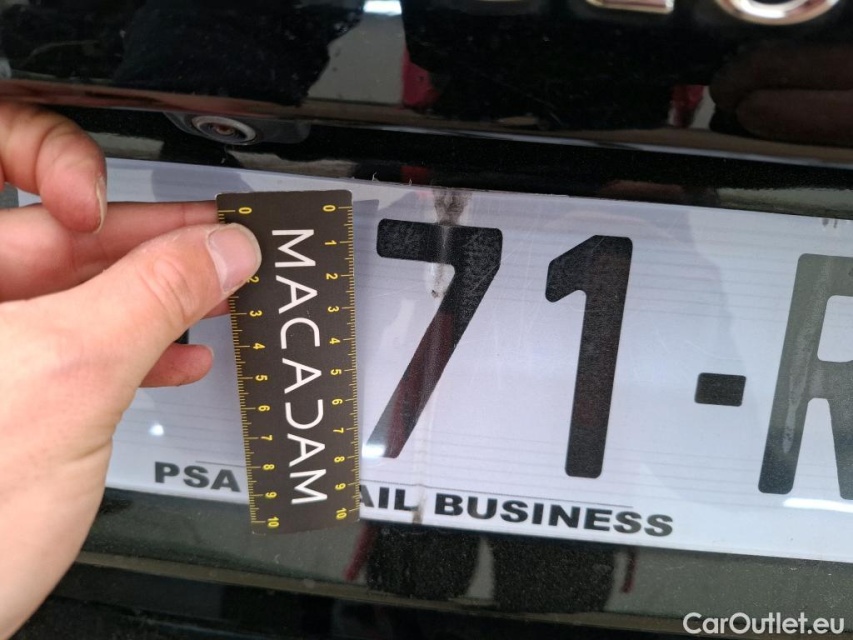 71-R
PSA AIL BUSINESS
MACADAM
0 1 2 3 4 5 6 7 8 9 10
0 2 3 4 5 6 7 8 9 10
CarOutlet.eu